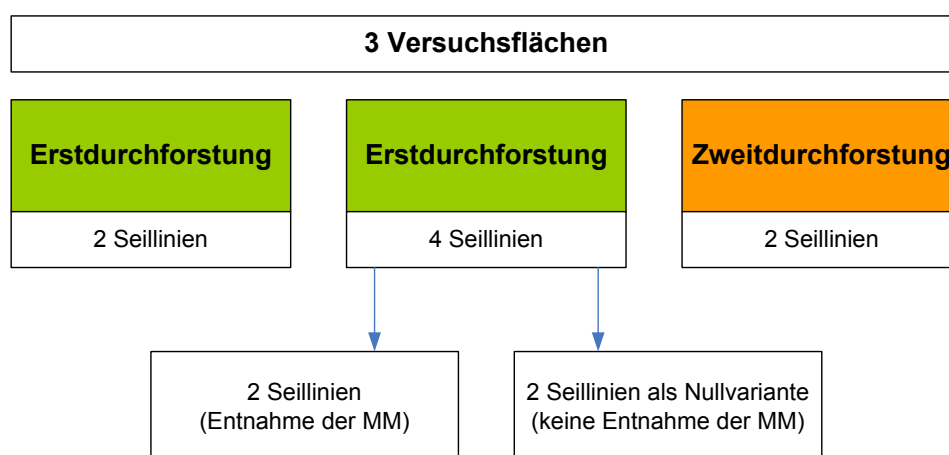 3 Versuchsflächen
Erstdurchforstung
Erstdurchforstung
Zweitdurchforstung
2 Seillinien
4 Seillinien
2 Seillinien
2 Seillinien
(Entnahme der MM)
2 Seillinien als Nullvariante
(keine Entnahme der MM)